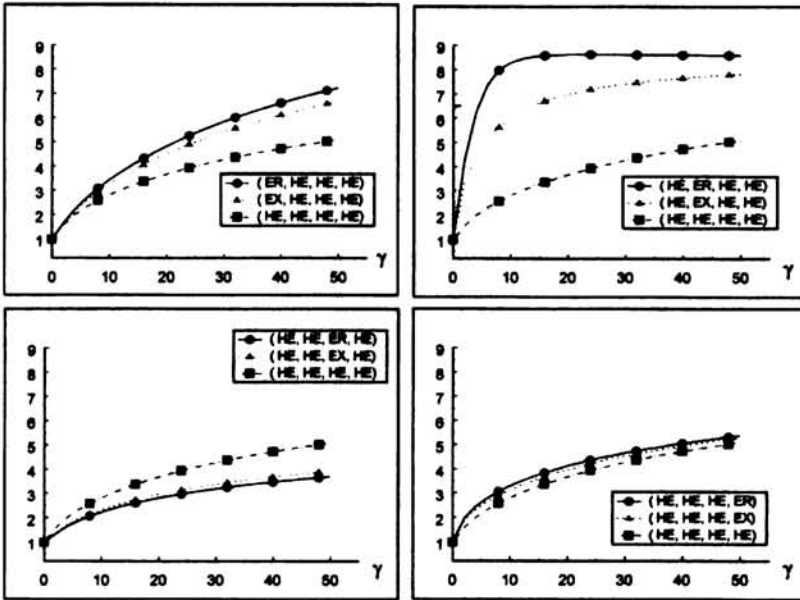 9
8
7
6
5
4
3
2
1
0 10 20 30 40 50 γ
(ER, HE, HE, HE)
(EX, HE, HE, HE)
(HE, HE, HE, HE)
9
8
7
6
5
4
3
2
1
0 10 20 30 40 50 γ
(HE, ER, HE, HE)
(HE, EX, HE, HE)
(HE, HE, HE, HE)
9
8
7
6
5
4
3
2
1
0 10 20 30 40 50 γ
(HE, HE, ER, HE)
(HE, HE, EX, HE)
(HE, HE, HE, HE)
9
8
7
6
5
4
3
2
1
0 10 20 30 40 50 γ
(HE, HE, HE, ER)
(HE, HE, HE, EX)
(HE, HE, HE, HE)